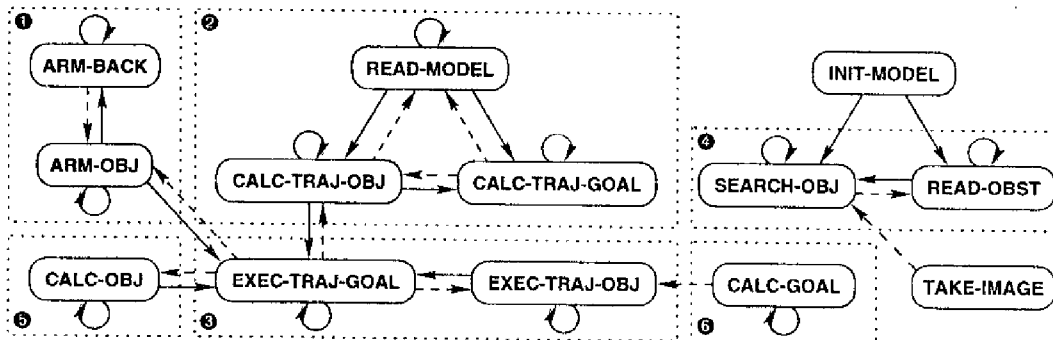 ❶
❷
ARM-BACK
READ-MODEL
INIT-MODEL
❹
ARM-OBJ
CALC-TRAJ-OBJ
CALC-TRAJ-GOAL
SEARCH-OBJ
READ-OBST
CALC-OBJ
EXEC-TRAJ-GOAL
EXEC-TRAJ-OBJ
CALC-GOAL
TAKE-IMAGE
❺
❸
❻